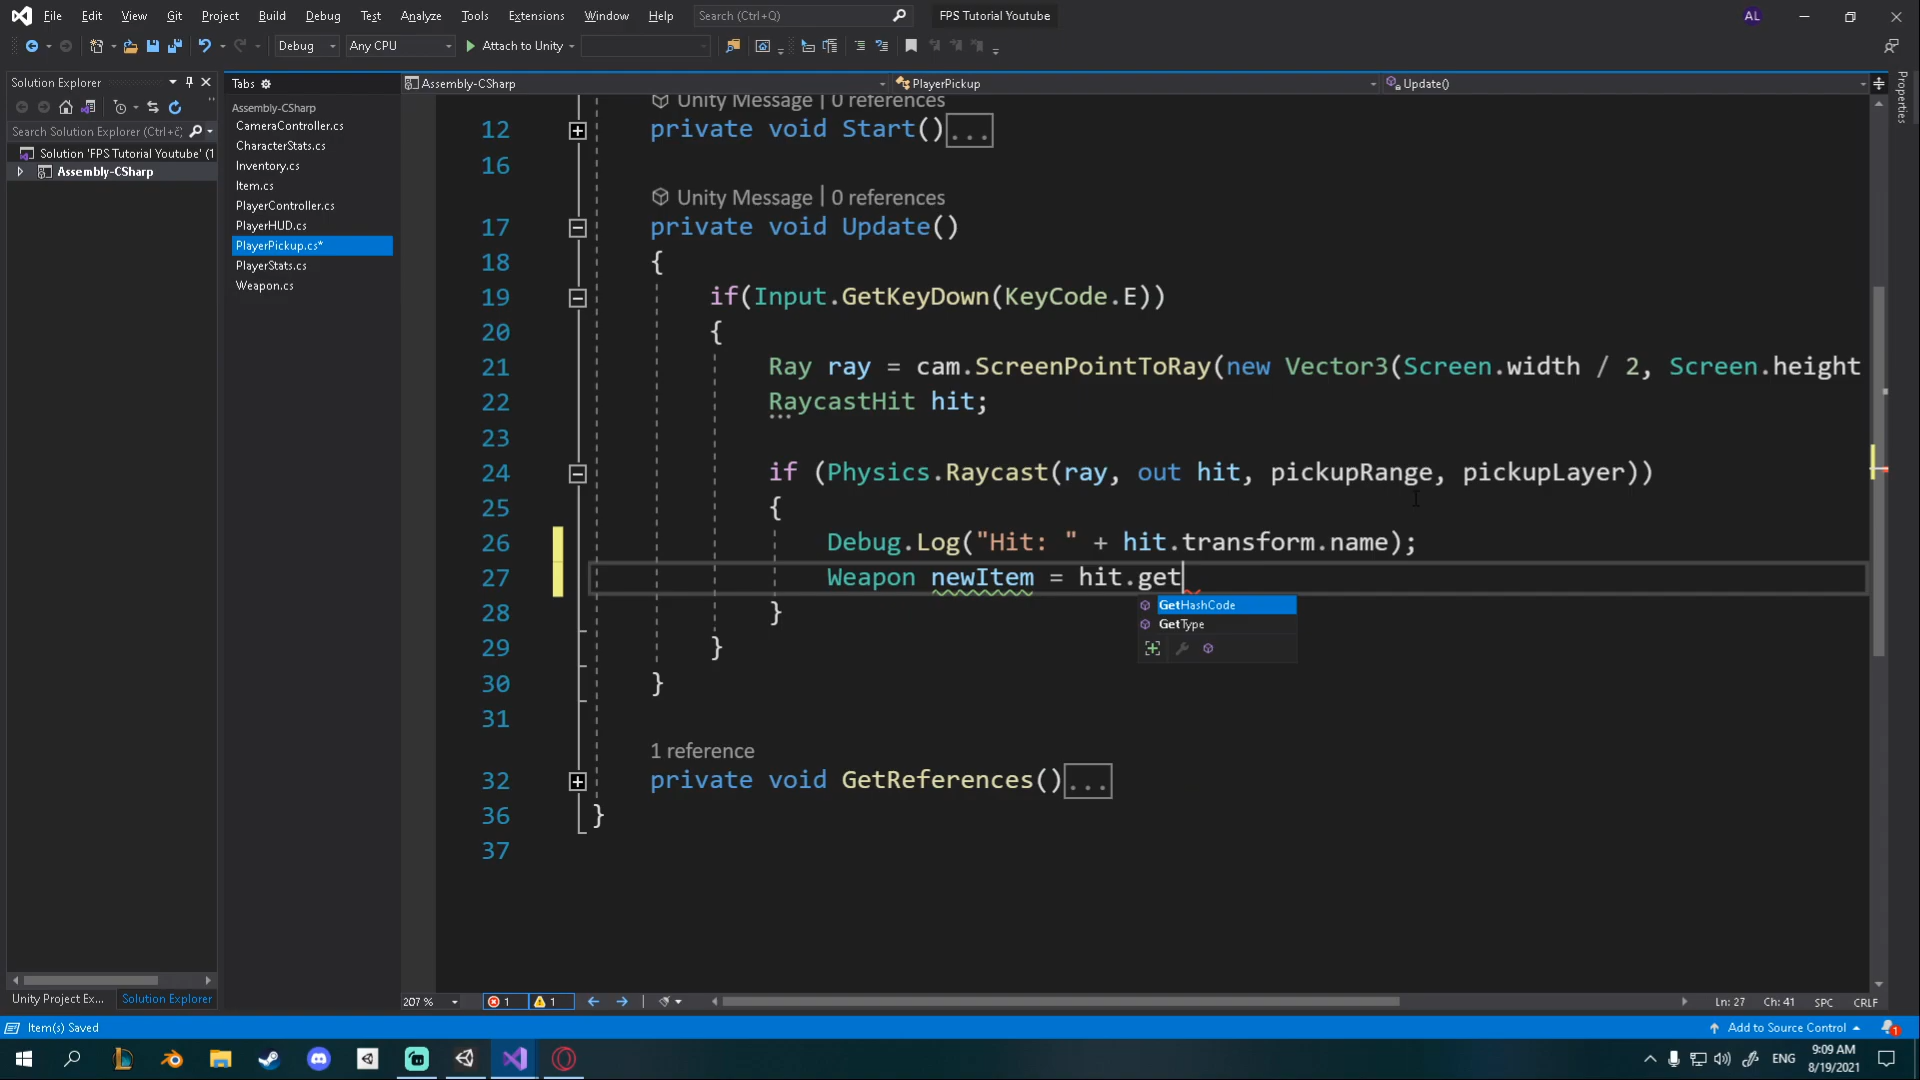 File Edit View Git Project Build Debug Test Analyze Tools Extensions Window Help Search (Ctrl+Q) FPS Tutorial Youtube AL
Debug Any CPU Attach to Unity
Solution Explorer
Search Solution Explorer (Ctrl+č)
Solution 'FPS Tutorial Youtube' (1
Assembly-CSharp
Unity Project Ex... Solution Explorer
Tabs
Assembly-CSharp
CameraController.cs
CharacterStats.cs
Inventory.cs
Item.cs
PlayerController.cs
PlayerHUD.cs
PlayerPickup.cs*
PlayerStats.cs
Weapon.cs
Assembly-CSharp PlayerPickup Update()
Unity Message | 0 references
12 private void Start()...
16
Unity Message | 0 references
17 private void Update()
18 {
19 if(Input.GetKeyDown(KeyCode.E))
20 {
21 Ray ray = cam.ScreenPointToRay(new Vector3(Screen.width / 2, Screen.height
22 RaycastHit hit;
23
24 if (Physics.Raycast(ray, out hit, pickupRange, pickupLayer))
25 {
26 Debug.Log("Hit: " + hit.transform.name);
27 Weapon newItem = hit.get
GetHashCode
GetType
28 }
29 }
30 }
31
1 reference
32 private void GetReferences()...
36 }
37
Properties
207 % 1 1 Ln: 27 Ch: 41 SPC CRLF
Item(s) Saved Add to Source Control 1
ENG 9:09 AM
8/19/2021